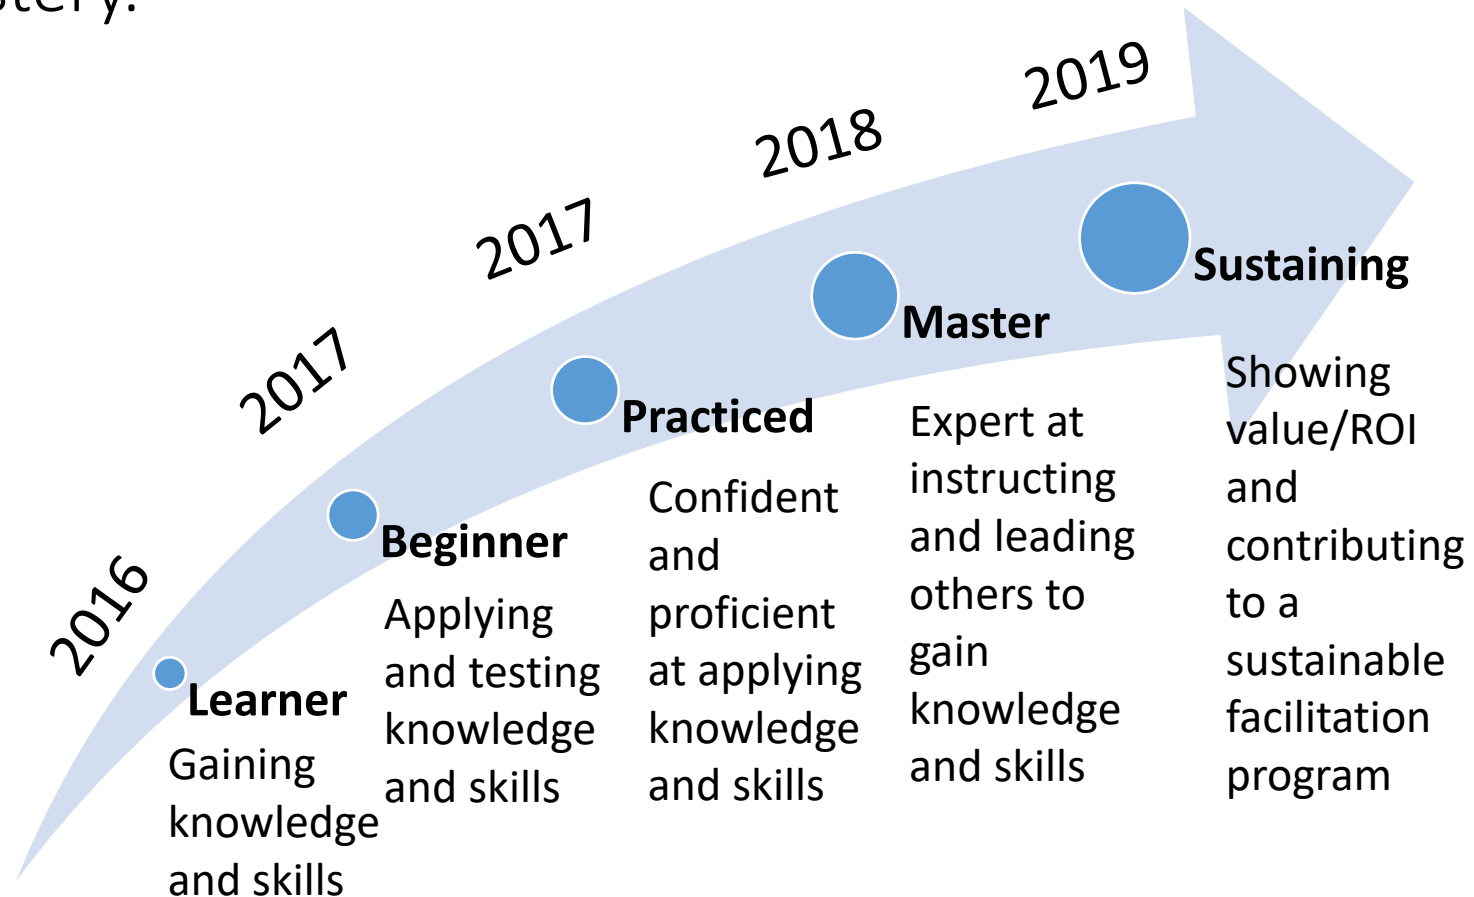 2016
Learner
Gaining
knowledge
and skills
2017
Beginner
Applying
and testing
knowledge
and skills
2017
Practiced
Confident
and
proficient
at applying
knowledge
and skills
2018
Master
Expert at
instructing
and leading
others to
gain
knowledge
and skills
2019
Sustaining
Showing
value/ROI
and
contributing
to a
sustainable
facilitation
program